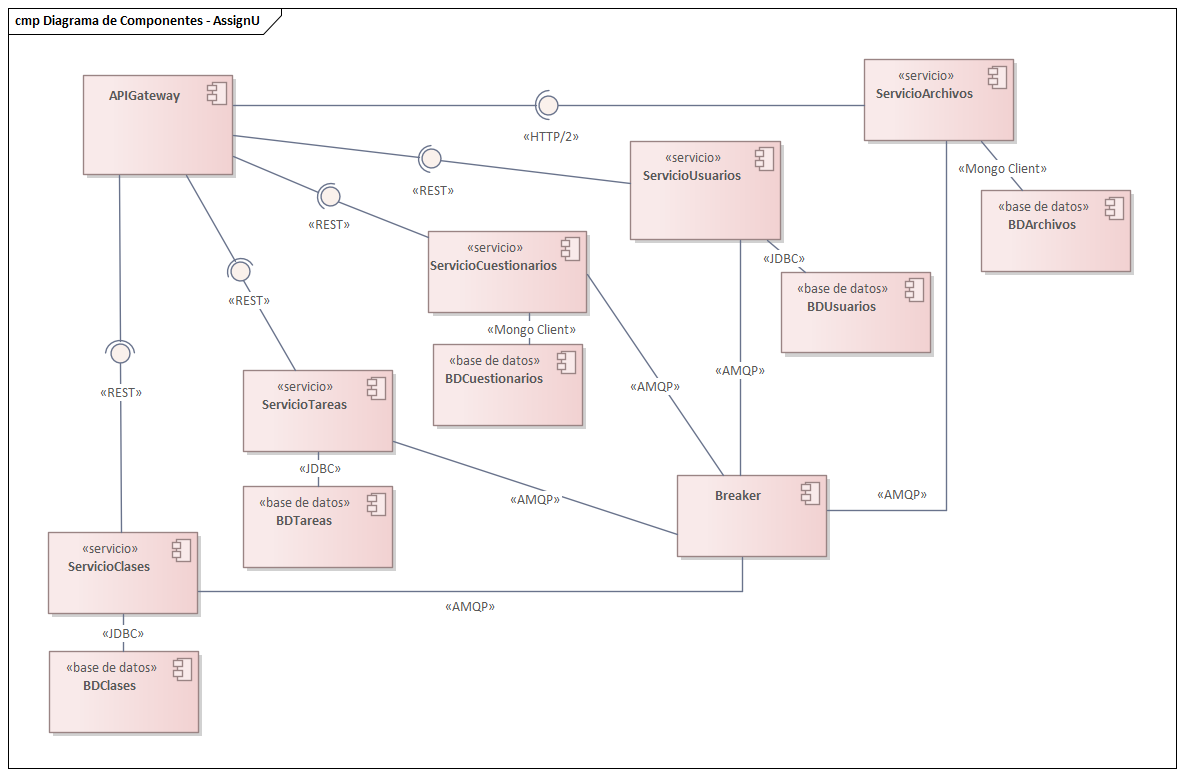 cmp Diagrama de Componentes - AssignU
APIGateway
«servicio»
ServicioArchivos
«HTTP/2»
«servicio»
ServicioUsuarios
«Mongo Client»
«REST»
«base de datos»
BDArchivos
«REST»
«servicio»
ServicioCuestionarios
«JDBC»
«base de datos»
BDUsuarios
«REST»
«Mongo Client»
«base de datos»
BDCuestionarios
«AMQP»
«AMQP»
«REST»
«servicio»
ServicioTareas
«JDBC»
«base de datos»
BDTareas
«AMQP»
Breaker
«AMQP»
«servicio»
ServicioClases
«AMQP»
«JDBC»
«base de datos»
BDClases